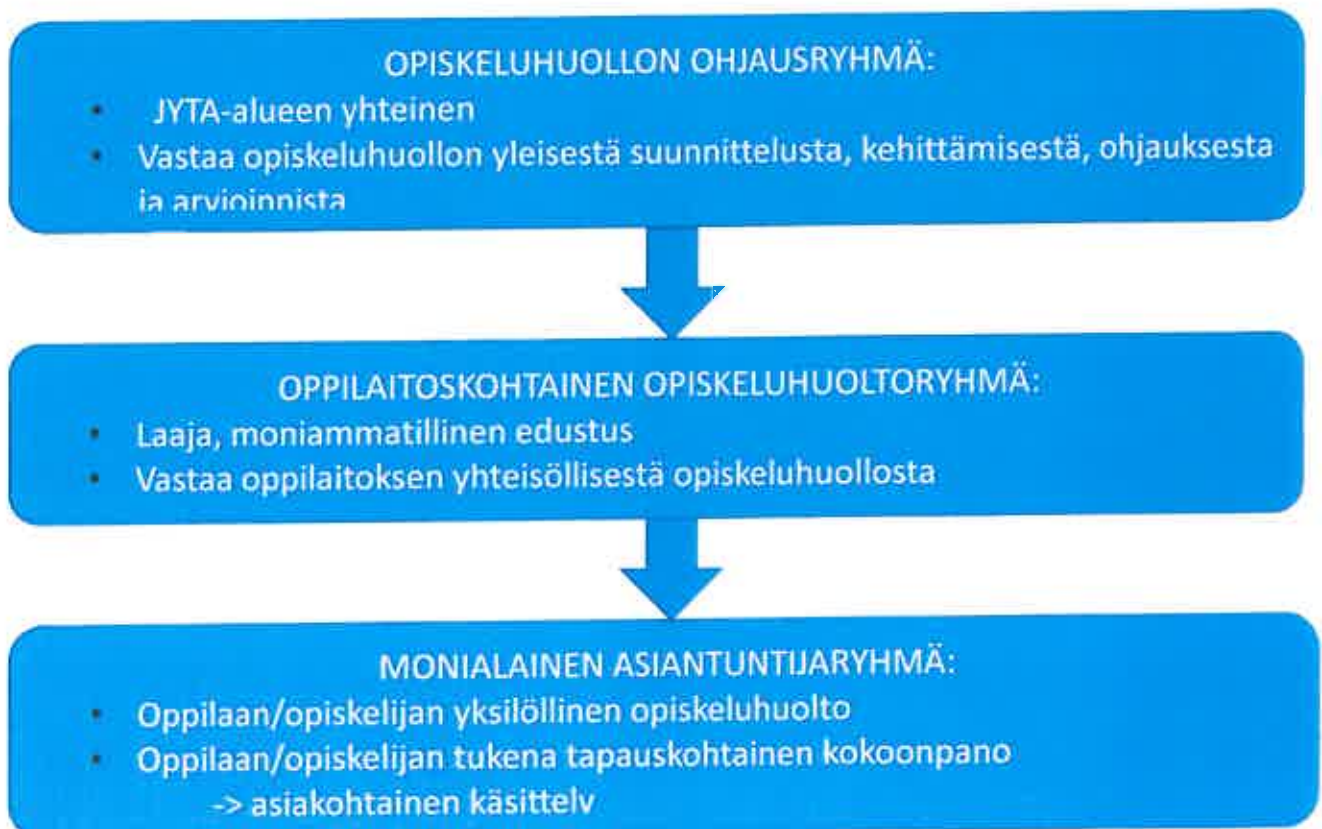 OPISKELUHUOLLON OHJAUSRYHMÄ:
• JYTA-alueen yhteinen
• Vastaa opiskeluhuollon yleisestä suunnittelusta, kehittämisestä, ohjauksesta
ja arvioinnista
OPPILAITOSKOHTAINEN OPISKELUHUOLTORYHMÄ:
• Laaja, moniammatillinen edustus
• Vastaa oppilaitoksen yhteisöllisestä opiskeluhuollosta
MONIALAINEN ASIANTUNTIJARYHMÄ:
• Oppilaan/opiskelijan yksilöllinen opiskeluhuolto
• Oppilaan/opiskelijan tukena tapauskohtainen kokoonpano
-> asiakohtainen käsittely